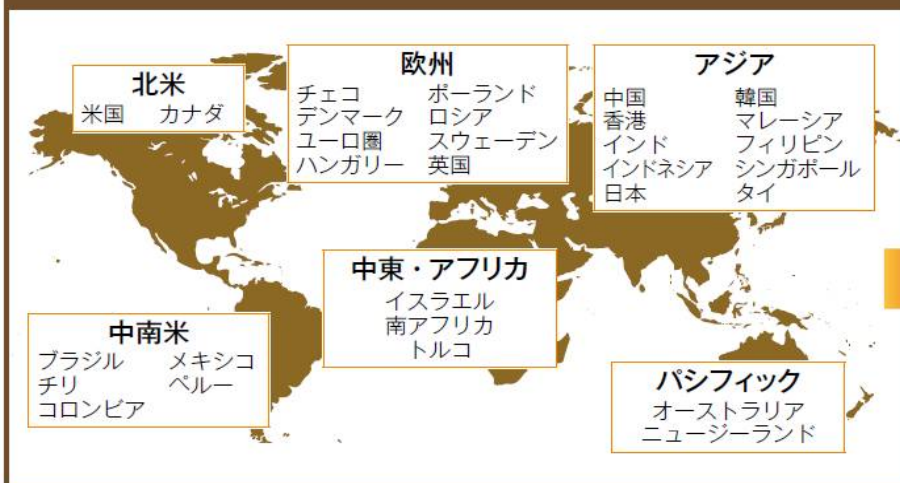 北米
米国 カナダ
欧州
チェコ ポーランド
デンマーク ロシア
ユーロ圏 スウェーデン
ハンガリー 英国
アジア
中国 韓国
香港 マレーシア
インド フィリピン
インドネシア シンガポール
日本 タイ
中東・アフリカ
イスラエル
南アフリカ
トルコ
中南米
ブラジル メキシコ
チリ ペルー
コロンビア
パシフィック
オーストラリア
ニュージーランド